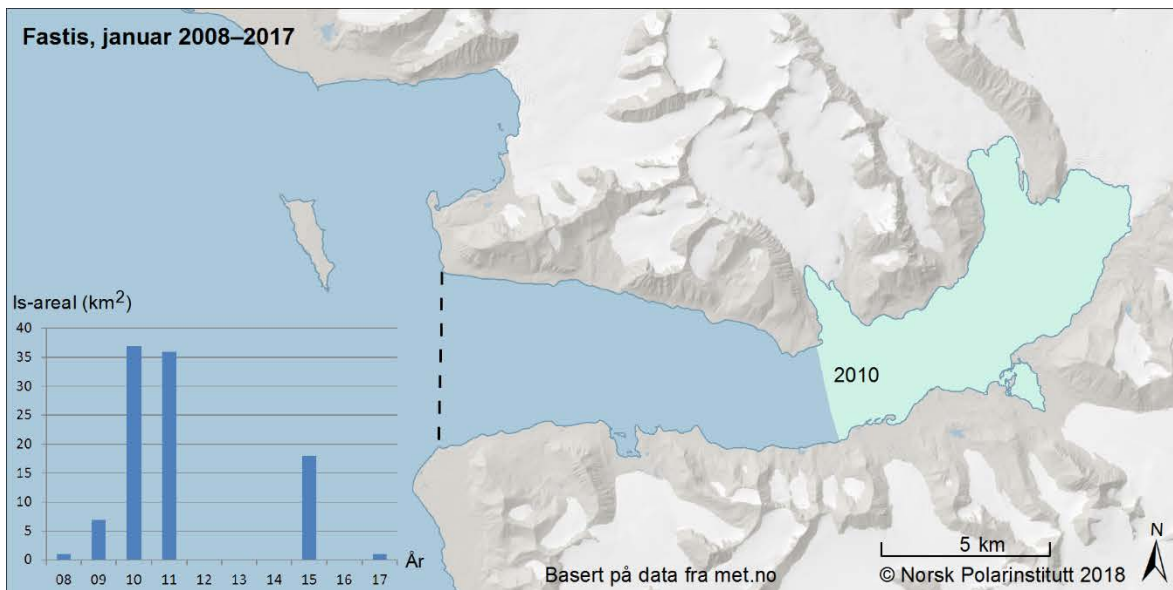 Fastis, januar 2008–2017
Is-areal (km²)
40
35
30
25
20
15
10
5
0
08 09 10 11 12 13 14 15 16 17
År
2010
5 km
N
Basert på data fra met.no
© Norsk Polarinstitutt 2018